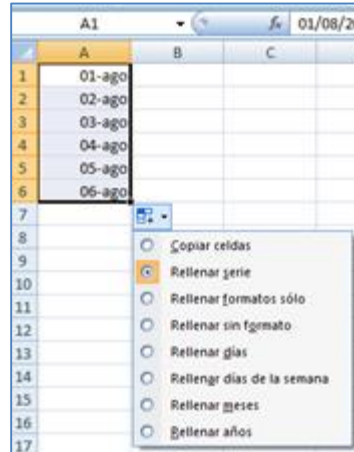 A1 fx 01/08/2
A B C
1 01-ago
2 02-ago
3 03-ago
4 04-ago
5 05-ago
6 06-ago
7
8 Copiar celdas
9 Rellenar serie
10 Rellenar formatos sólo
11
12 Rellenar sin formato
13 Rellenar días
14 Rellenar días de la semana
15 Rellenar meses
16 Rellenar años
17